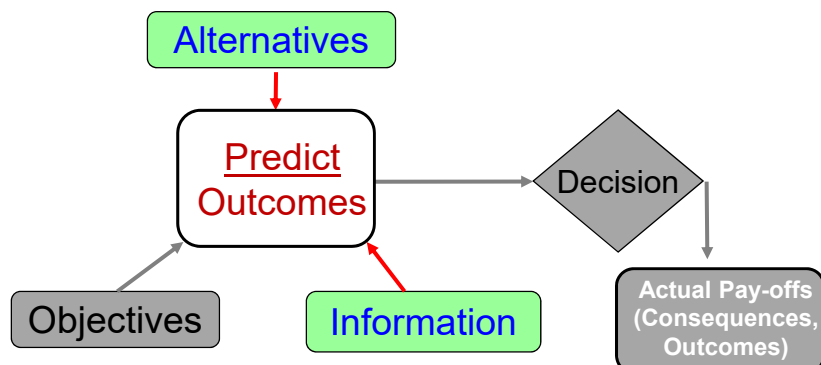 Alternatives
Predict
Outcomes
Decision
Objectives
Information
Actual Pay-offs
(Consequences,
Outcomes)